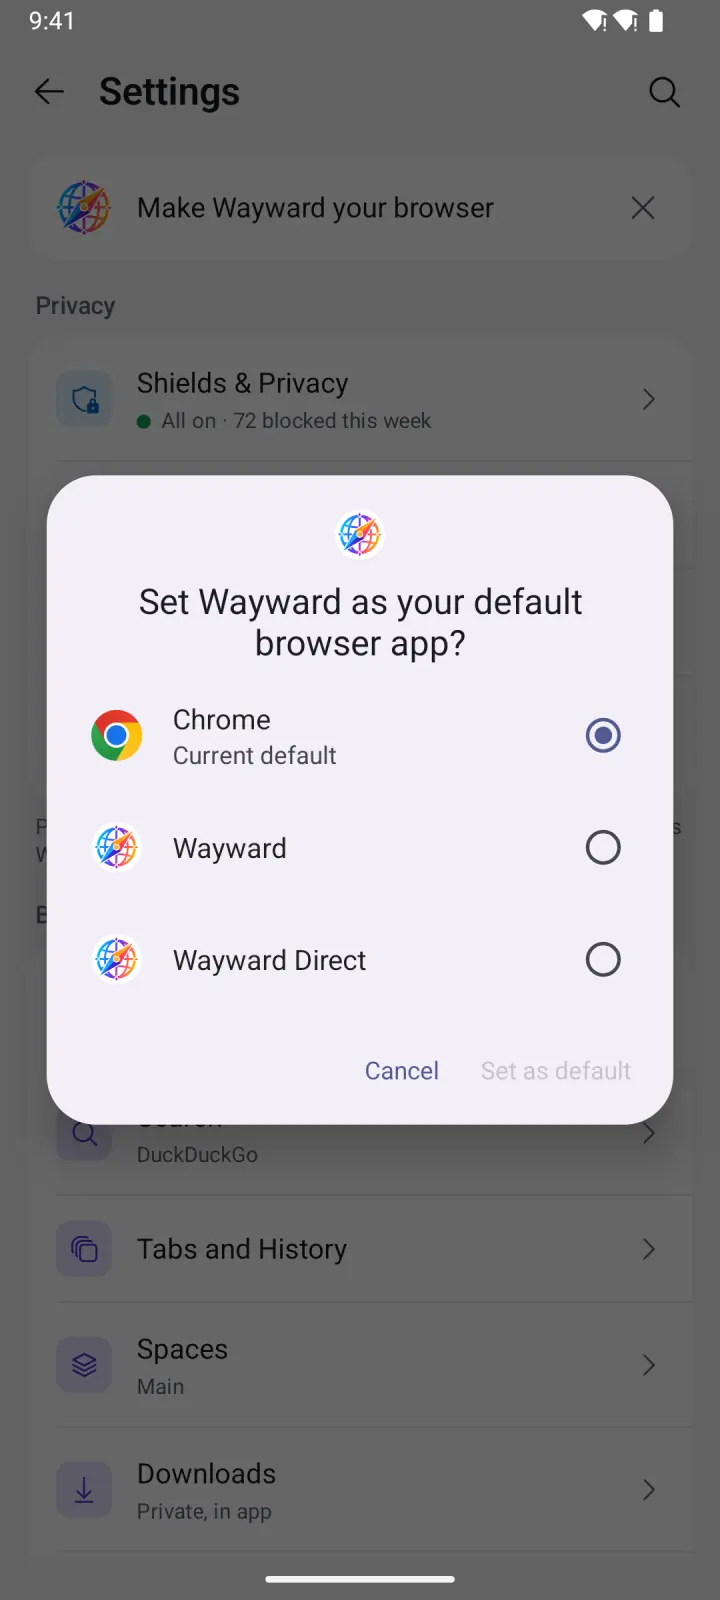 9:41
Settings
Make Wayward your browser
Privacy
Shields & Privacy
All on · 72 blocked this week
Set Wayward as your default
browser app?
Chrome
Current default
Wayward
Wayward Direct
Cancel
Set as default
DuckDuckGo
Tabs and History
Spaces
Main
Downloads
Private, in app